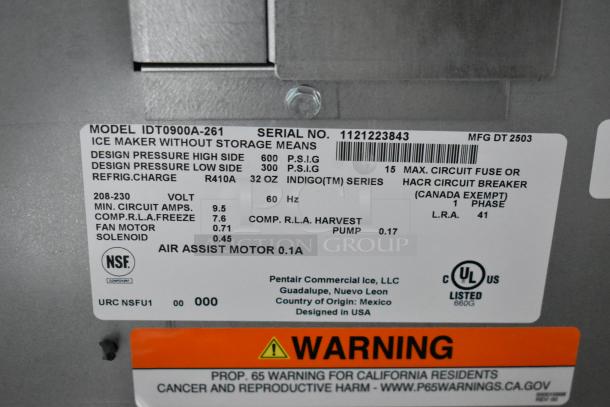 MODEL IDT0900A-261 SERIAL NO. 1121223843 MFG DT 2503
ICE MAKER WITHOUT STORAGE MEANS
DESIGN PRESSURE HIGH SIDE 600 P.S.I.G
DESIGN PRESSURE LOW SIDE 300 P.S.I.G 15 MAX. CIRCUIT FUSE OR
REFRIG.CHARGE R410A 32 OZ INDIGO(TM) SERIES HACR CIRCUIT BREAKER
(CANADA EXEMPT)
208-230 VOLT 60 Hz 1 PHASE
MIN. CIRCUIT AMPS. 9.5 L.R.A. 41
COMP.R.L.A.FREEZE 7.6 COMP. R.L.A. HARVEST
FAN MOTOR 0.71 PUMP 0.17
SOLENOID 0.45
AIR ASSIST MOTOR 0.1A
NSF
COMPONENT
Pentair Commercial Ice, LLC
Guadalupe, Nuevo Leon
Country of Origin: Mexico
Designed in USA
C UL US
LISTED
660G
URC NSFU1 00 000
WARNING
PROP. 65 WARNING FOR CALIFORNIA RESIDENTS
CANCER AND REPRODUCTIVE HARM - WWW.P65WARNINGS.CA.GOV